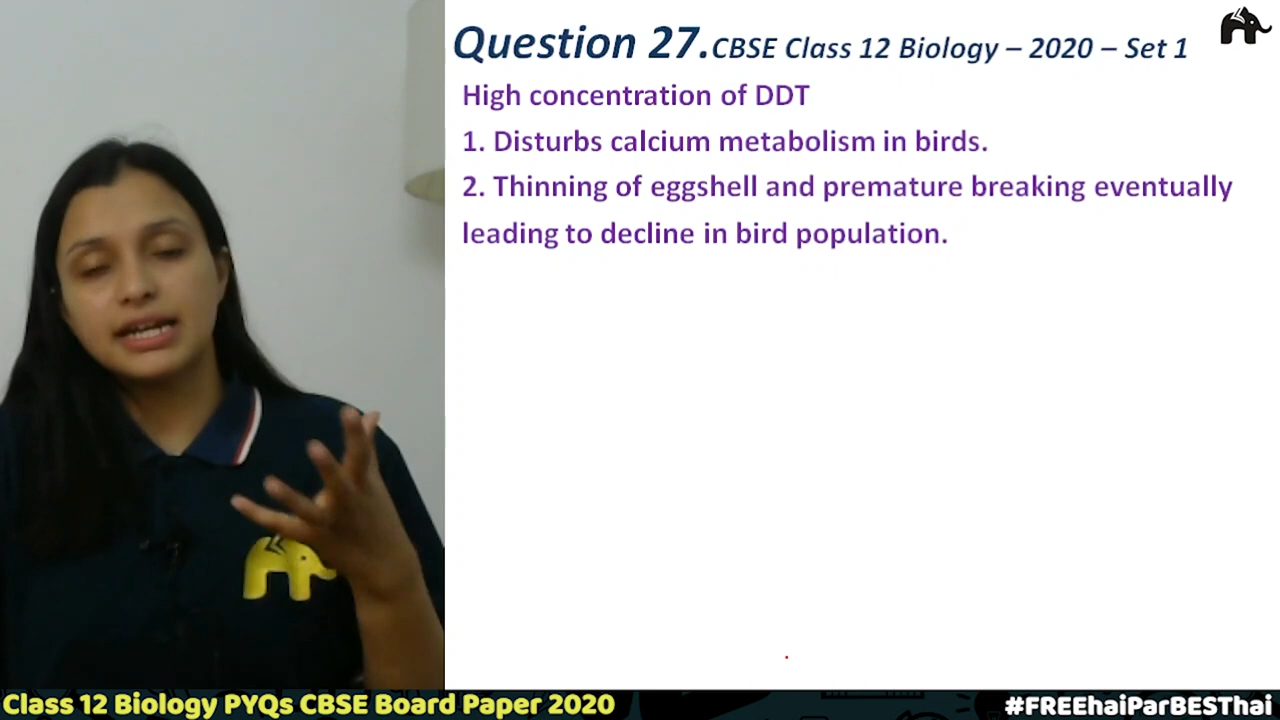 Question 27.CBSE Class 12 Biology – 2020 – Set 1
High concentration of DDT
1. Disturbs calcium metabolism in birds.
2. Thinning of eggshell and premature breaking eventually
leading to decline in bird population.
Class 12 Biology PYQs CBSE Board Paper 2020
#FREEhaiParBESThai